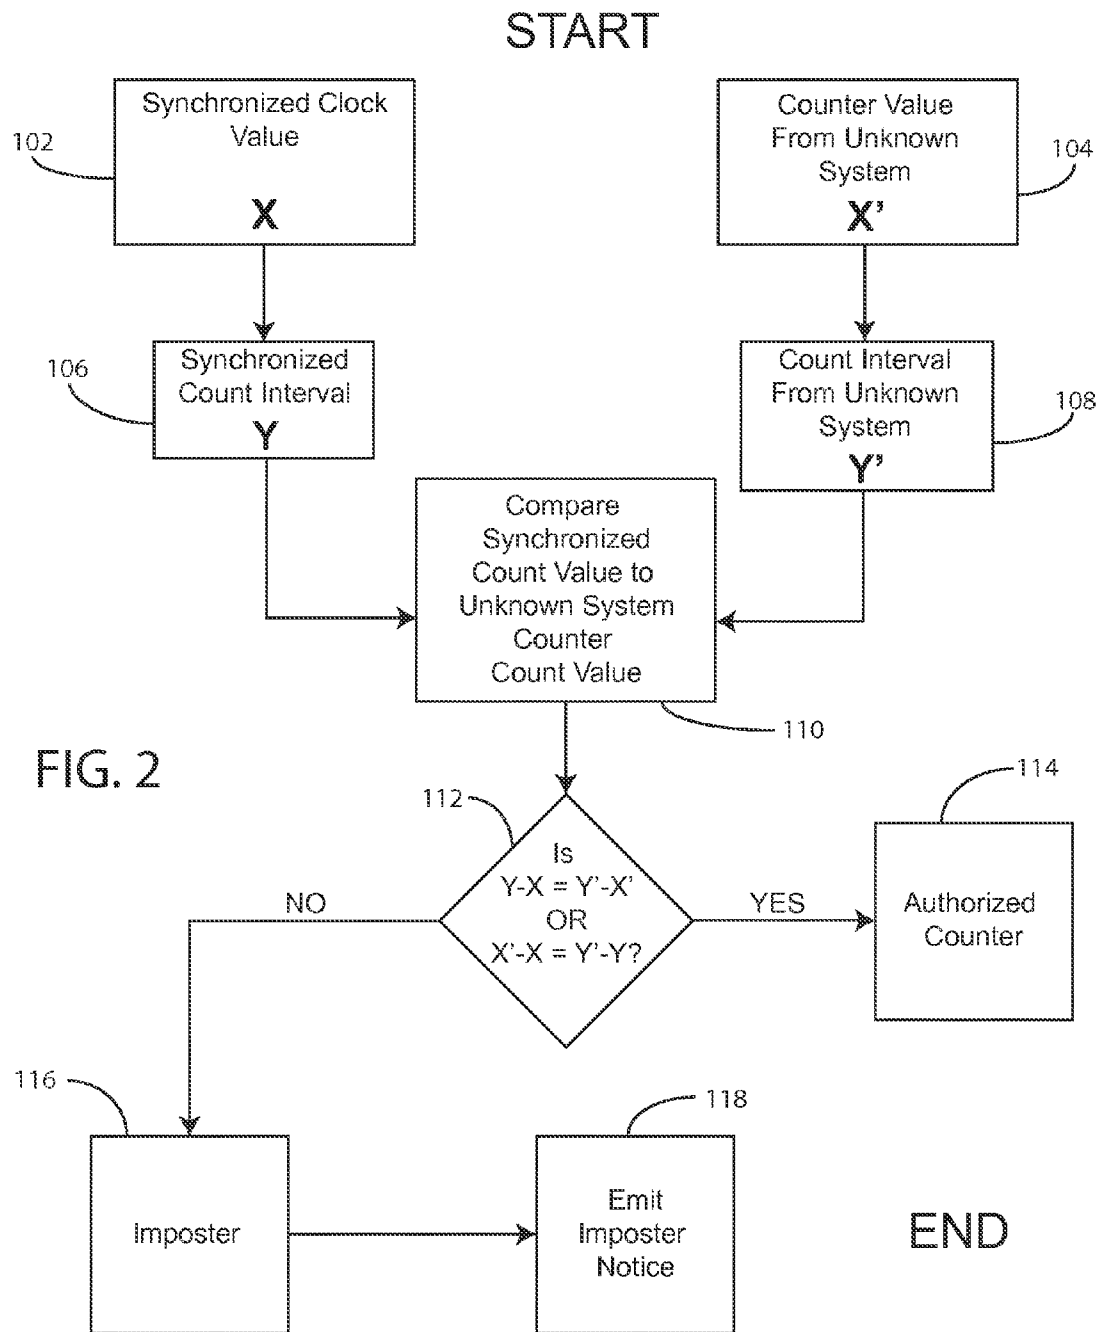 START
Synchronized Clock
Value
X
102
Counter Value
From Unknown
System
X'
104
Synchronized
Count Interval
Y
106
Count Interval
From Unknown
System
Y'
108
Compare
Synchronized
Count Value to
Unknown System
Counter
Count Value
110
FIG. 2
112
Is
Y-X = Y'-X'
OR
X'-X = Y'-Y?
NO
YES
114
Authorized
Counter
116
Imposter
118
Emit
Imposter
Notice
END